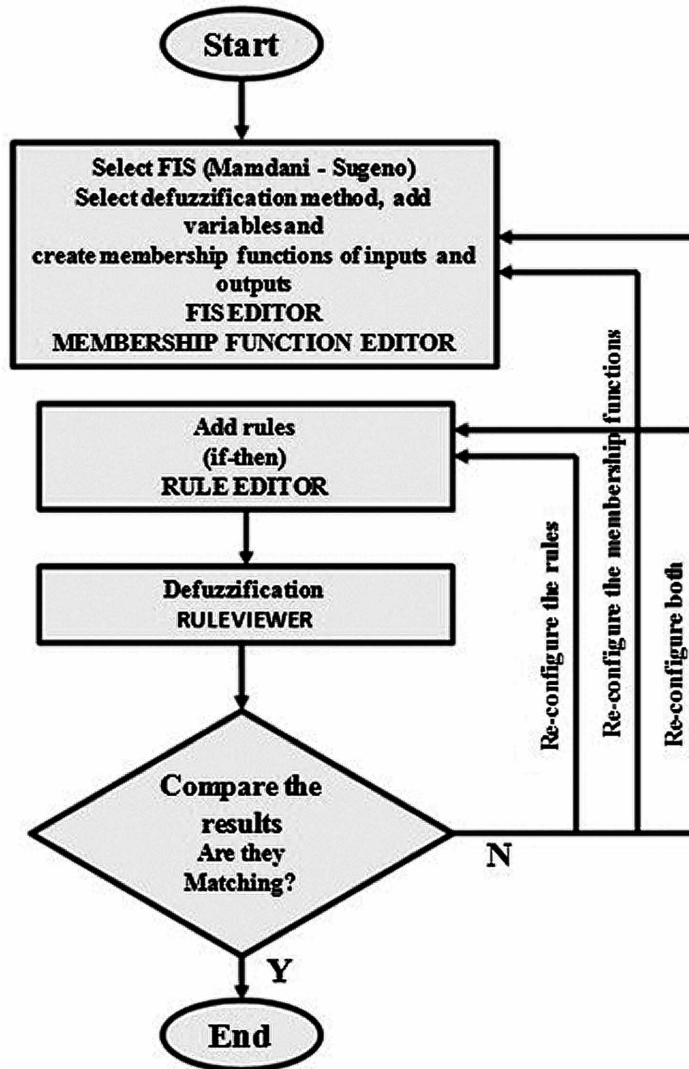 Start
Select FIS (Mamdani - Sugeno)
Select defuzzification method, add
variables and
create membership functions of inputs and
outputs
FIS EDITOR
MEMBERSHIP FUNCTION EDITOR
Add rules
(if-then)
RULE EDITOR
Defuzzification
RULEVIEWER
Compare the
results
Are they
Matching?
N
Y
End
Re-configure the rules
Re-configure the membership functions
Re-configure both